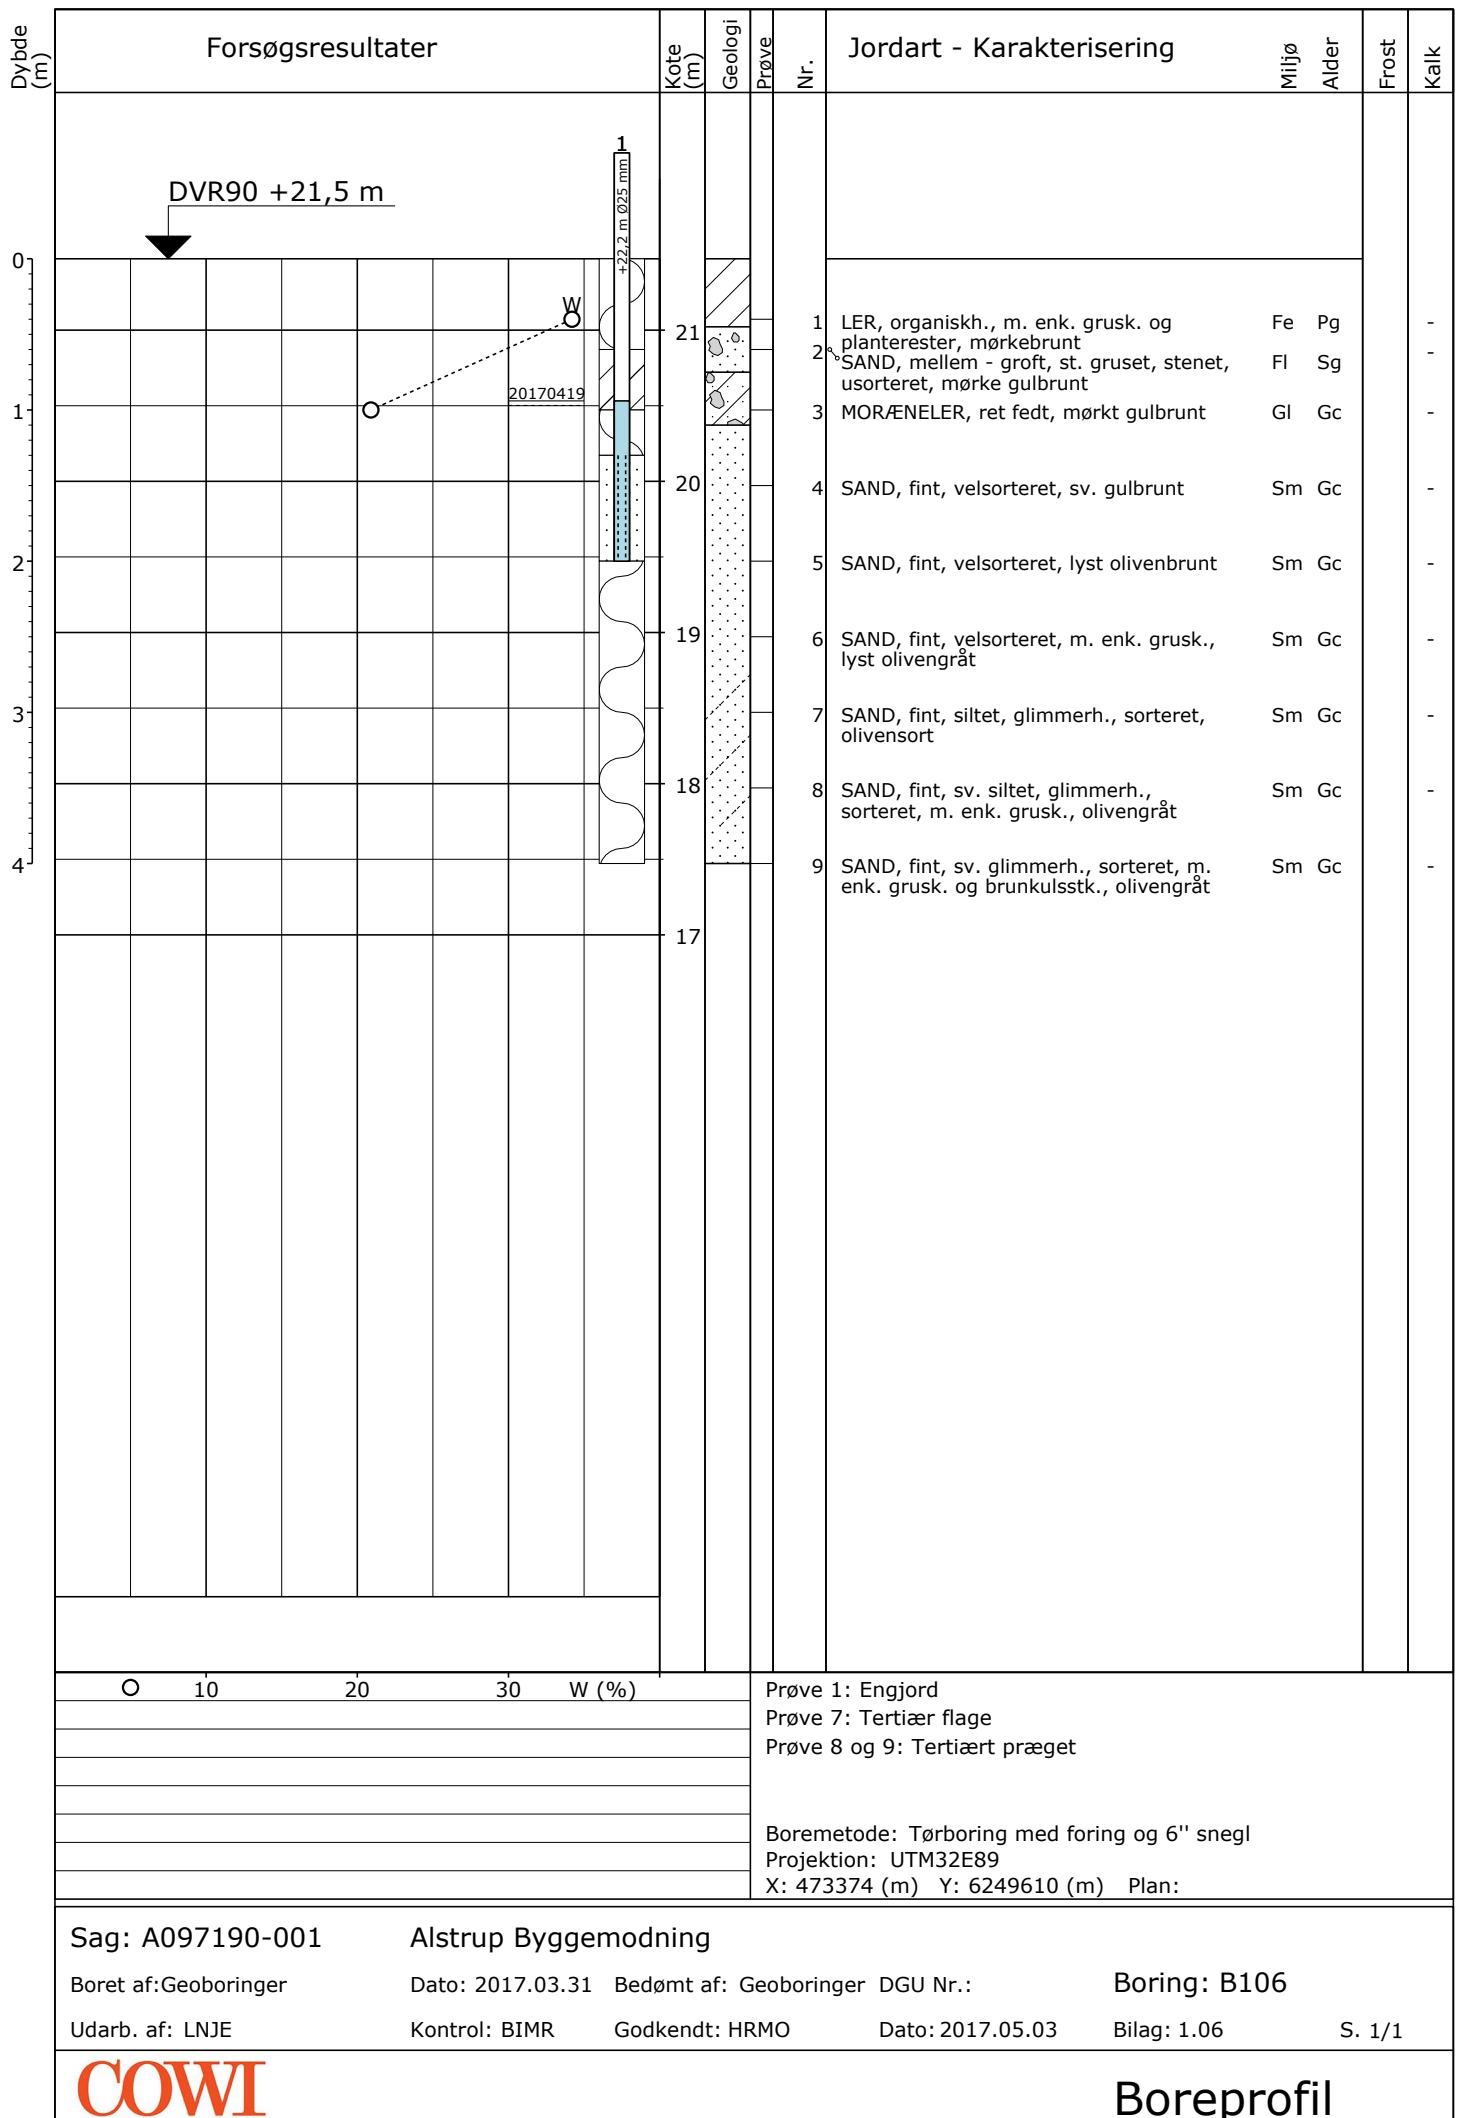 Dybde
(m)
Forsøgsresultater
Kote
(m)
Geologi
Prøve
Nr.
Jordart - Karakterisering
Miljø
Alder
Frost
Kalk
1
+22,2 m Ø25 mm
DVR90 +21,5 m
0
W
21
1 LER, organiskh., m. enk. grusk. og Fe Pg -
planterester, mørkebrunt
2 SAND, mellem - groft, st. gruset, stenet, Fl Sg -
usorteret, mørke gulbrunt
20170419
1
3 MORÆNELER, ret fedt, mørkt gulbrunt Gl Gc -
20
4 SAND, fint, velsorteret, sv. gulbrunt Sm Gc -
2
5 SAND, fint, velsorteret, lyst olivenbrunt Sm Gc -
19
6 SAND, fint, velsorteret, m. enk. grusk., Sm Gc -
lyst olivengråt
3
7 SAND, fint, siltet, glimmerh., sorteret, Sm Gc -
olivensort
18
8 SAND, fint, sv. siltet, glimmerh., Sm Gc -
sorteret, m. enk. grusk., olivengråt
4
9 SAND, fint, sv. glimmerh., sorteret, m. Sm Gc -
enk. grusk. og brunkulsstk., olivengråt
17
10 20 30 W (%)
Prøve 1: Engjord
Prøve 7: Tertiær flage
Prøve 8 og 9: Tertiært præget
Boremetode: Tørboring med foring og 6'' snegl
Projektion: UTM32E89
X: 473374 (m) Y: 6249610 (m) Plan:
Sag: A097190-001 Alstrup Byggemodning
Boret af:Geoboringer Dato: 2017.03.31 Bedømt af: Geoboringer DGU Nr.: Boring: B106
Udarb. af: LNJE Kontrol: BIMR Godkendt: HRMO Dato: 2017.05.03 Bilag: 1.06 S. 1/1
COWI
Boreprofil